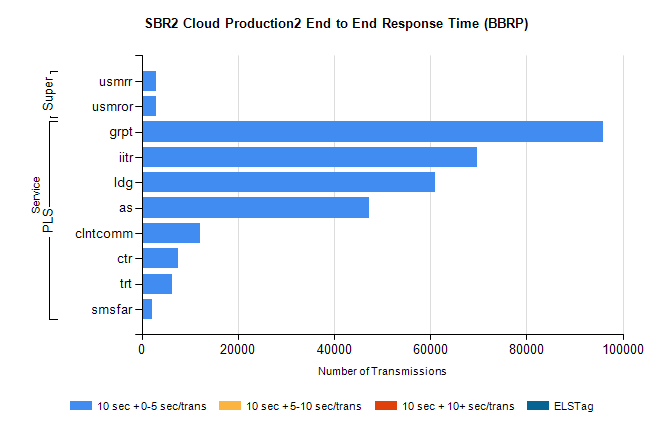 SBR2 Cloud Production2 End to End Response Time (BBRP)
Service
Super
PLS
usmrr
usmror
grpt
iitr
ldg
as
clntcomm
ctr
trt
smsfar
0 20000 40000 60000 80000 100000
Number of Transmissions
10 sec +0-5 sec/trans 10 sec +5-10 sec/trans 10 sec + 10+ sec/trans ELSTag